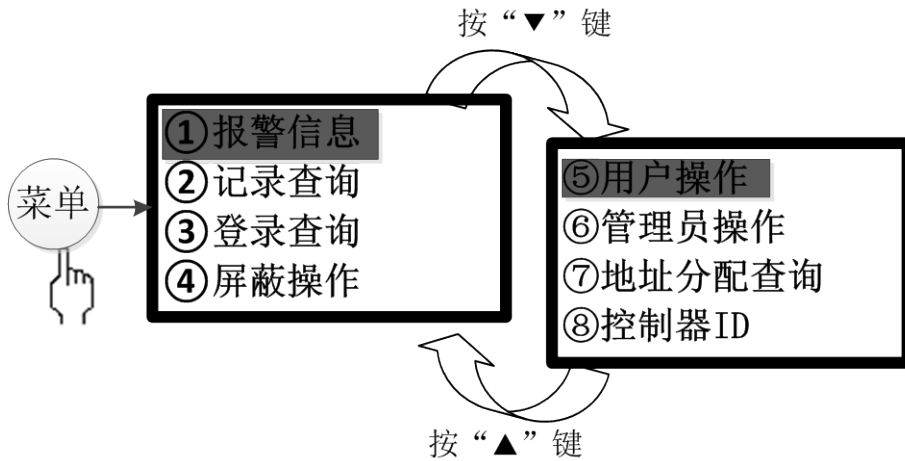 按“▼”键
菜单
①报警信息
②记录查询
③登录查询
④屏蔽操作
⑤用户操作
⑥管理员操作
⑦地址分配查询
⑧控制器ID
按“▲”键